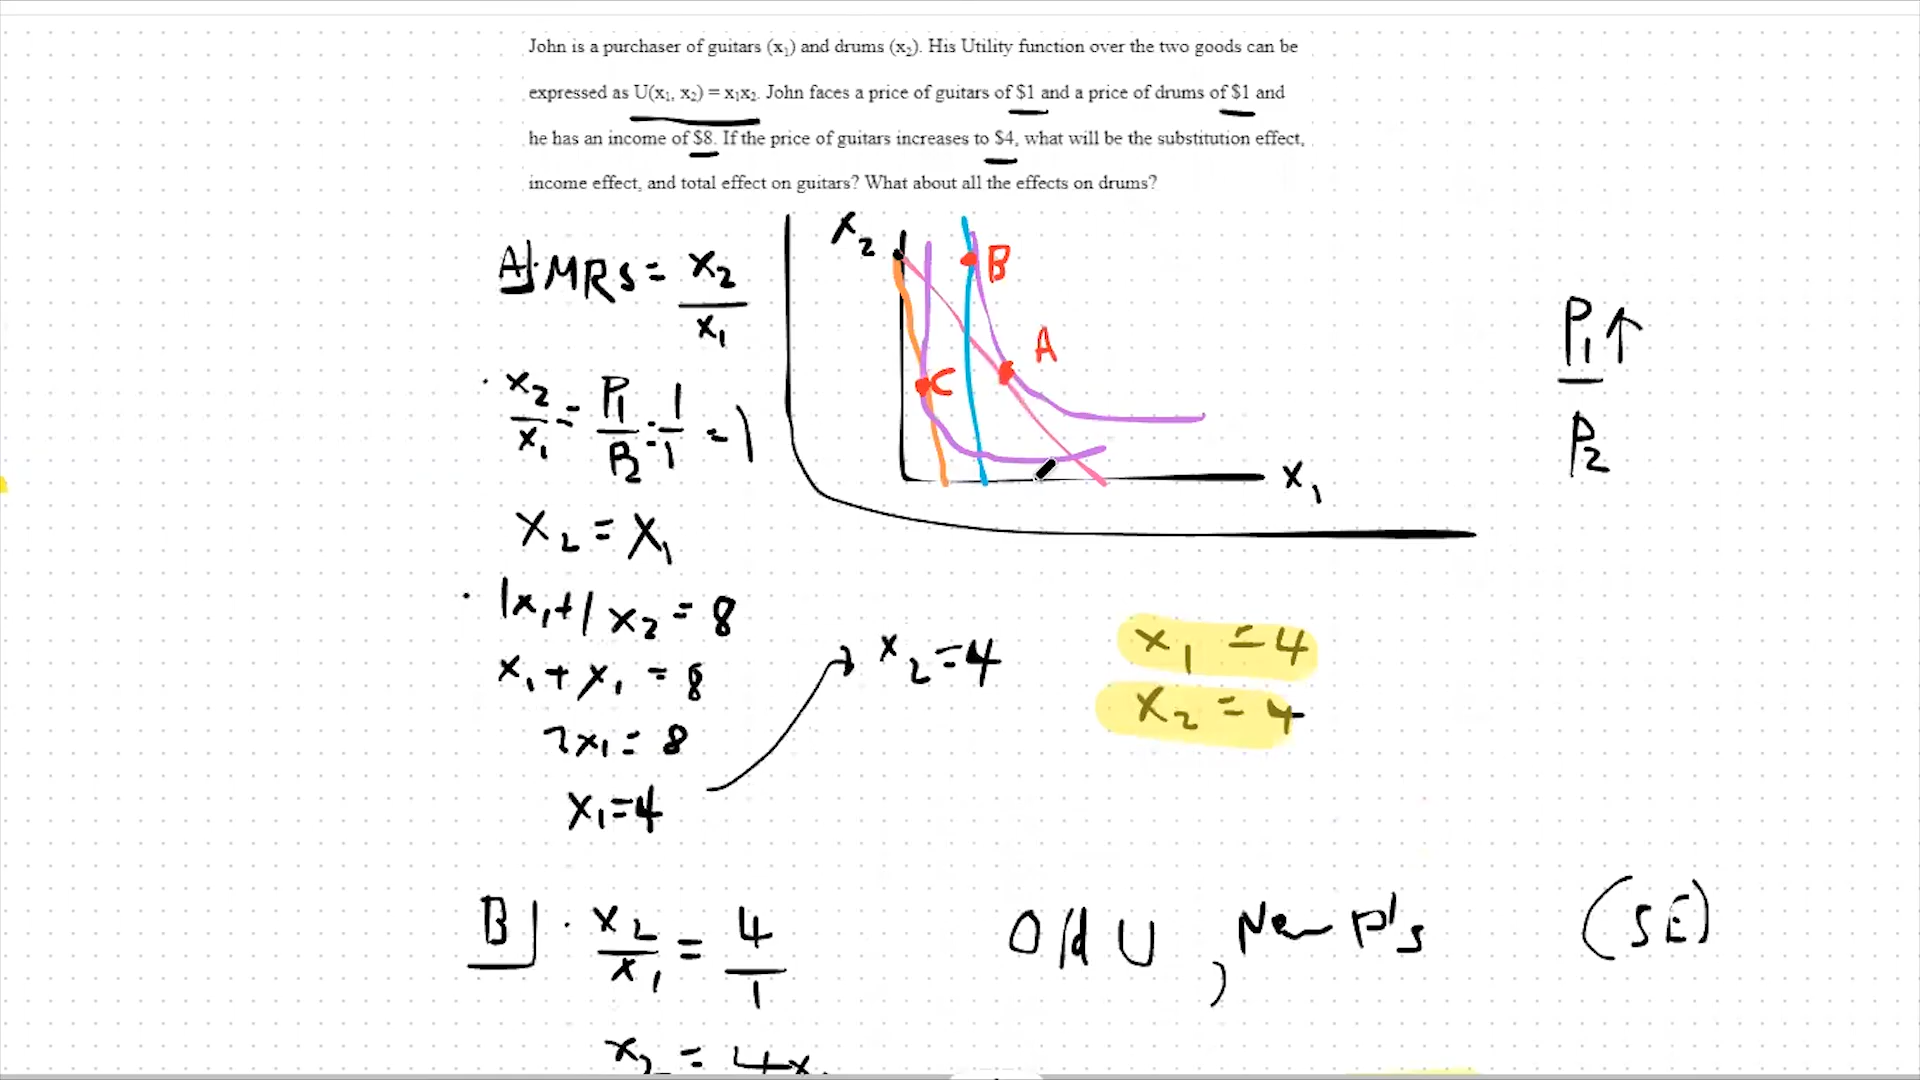 John is a purchaser of guitars (x₁) and drums (x₂). His Utility function over the two goods can be
expressed as U(x₁, x₂) = x₁x₂. John faces a price of guitars of $1 and a price of drums of $1 and
he has an income of $8. If the price of guitars increases to $4, what will be the substitution effect,
income effect, and total effect on guitars? What about all the effects on drums?
A] · MRS = x₂/x₁
· x₂/x₁ = P₁/P₂ = 1/1 = 1
x₂ = x₁
· 1x₁ + 1x₂ = 8
x₁ + x₁ = 8
2x₁ = 8
x₁ = 4
x₂ = 4
x₂
B
A
C
x₁
P₁↑/P₂
x₁ = 4
x₂ = 4
B] · x₂/x₁ = 4/1
Old U, New P's (SE)
x₂ = 4x₁